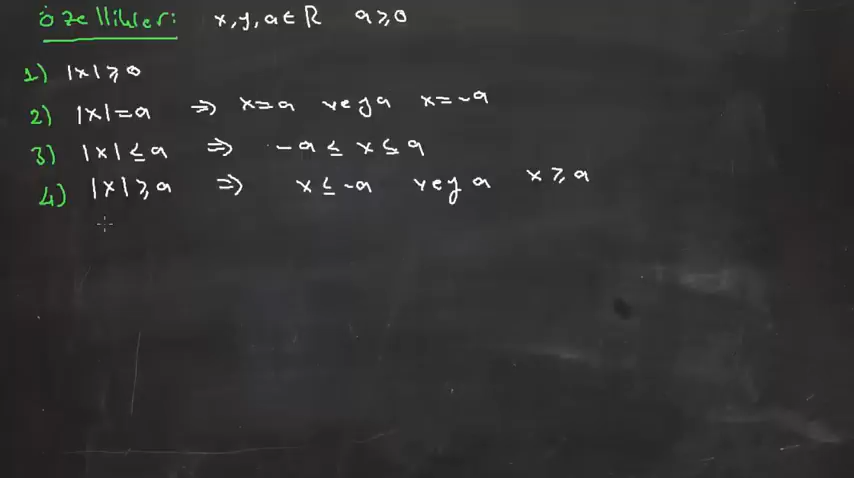 özellikler: x, y, a ∈ ℝ a ≥ 0
1) |x| ≥ 0
2) |x| = a ⇒ x = a veya x = -a
3) |x| ≤ a ⇒ -a ≤ x ≤ a
4) |x| ≥ a ⇒ x ≤ -a veya x ≥ a